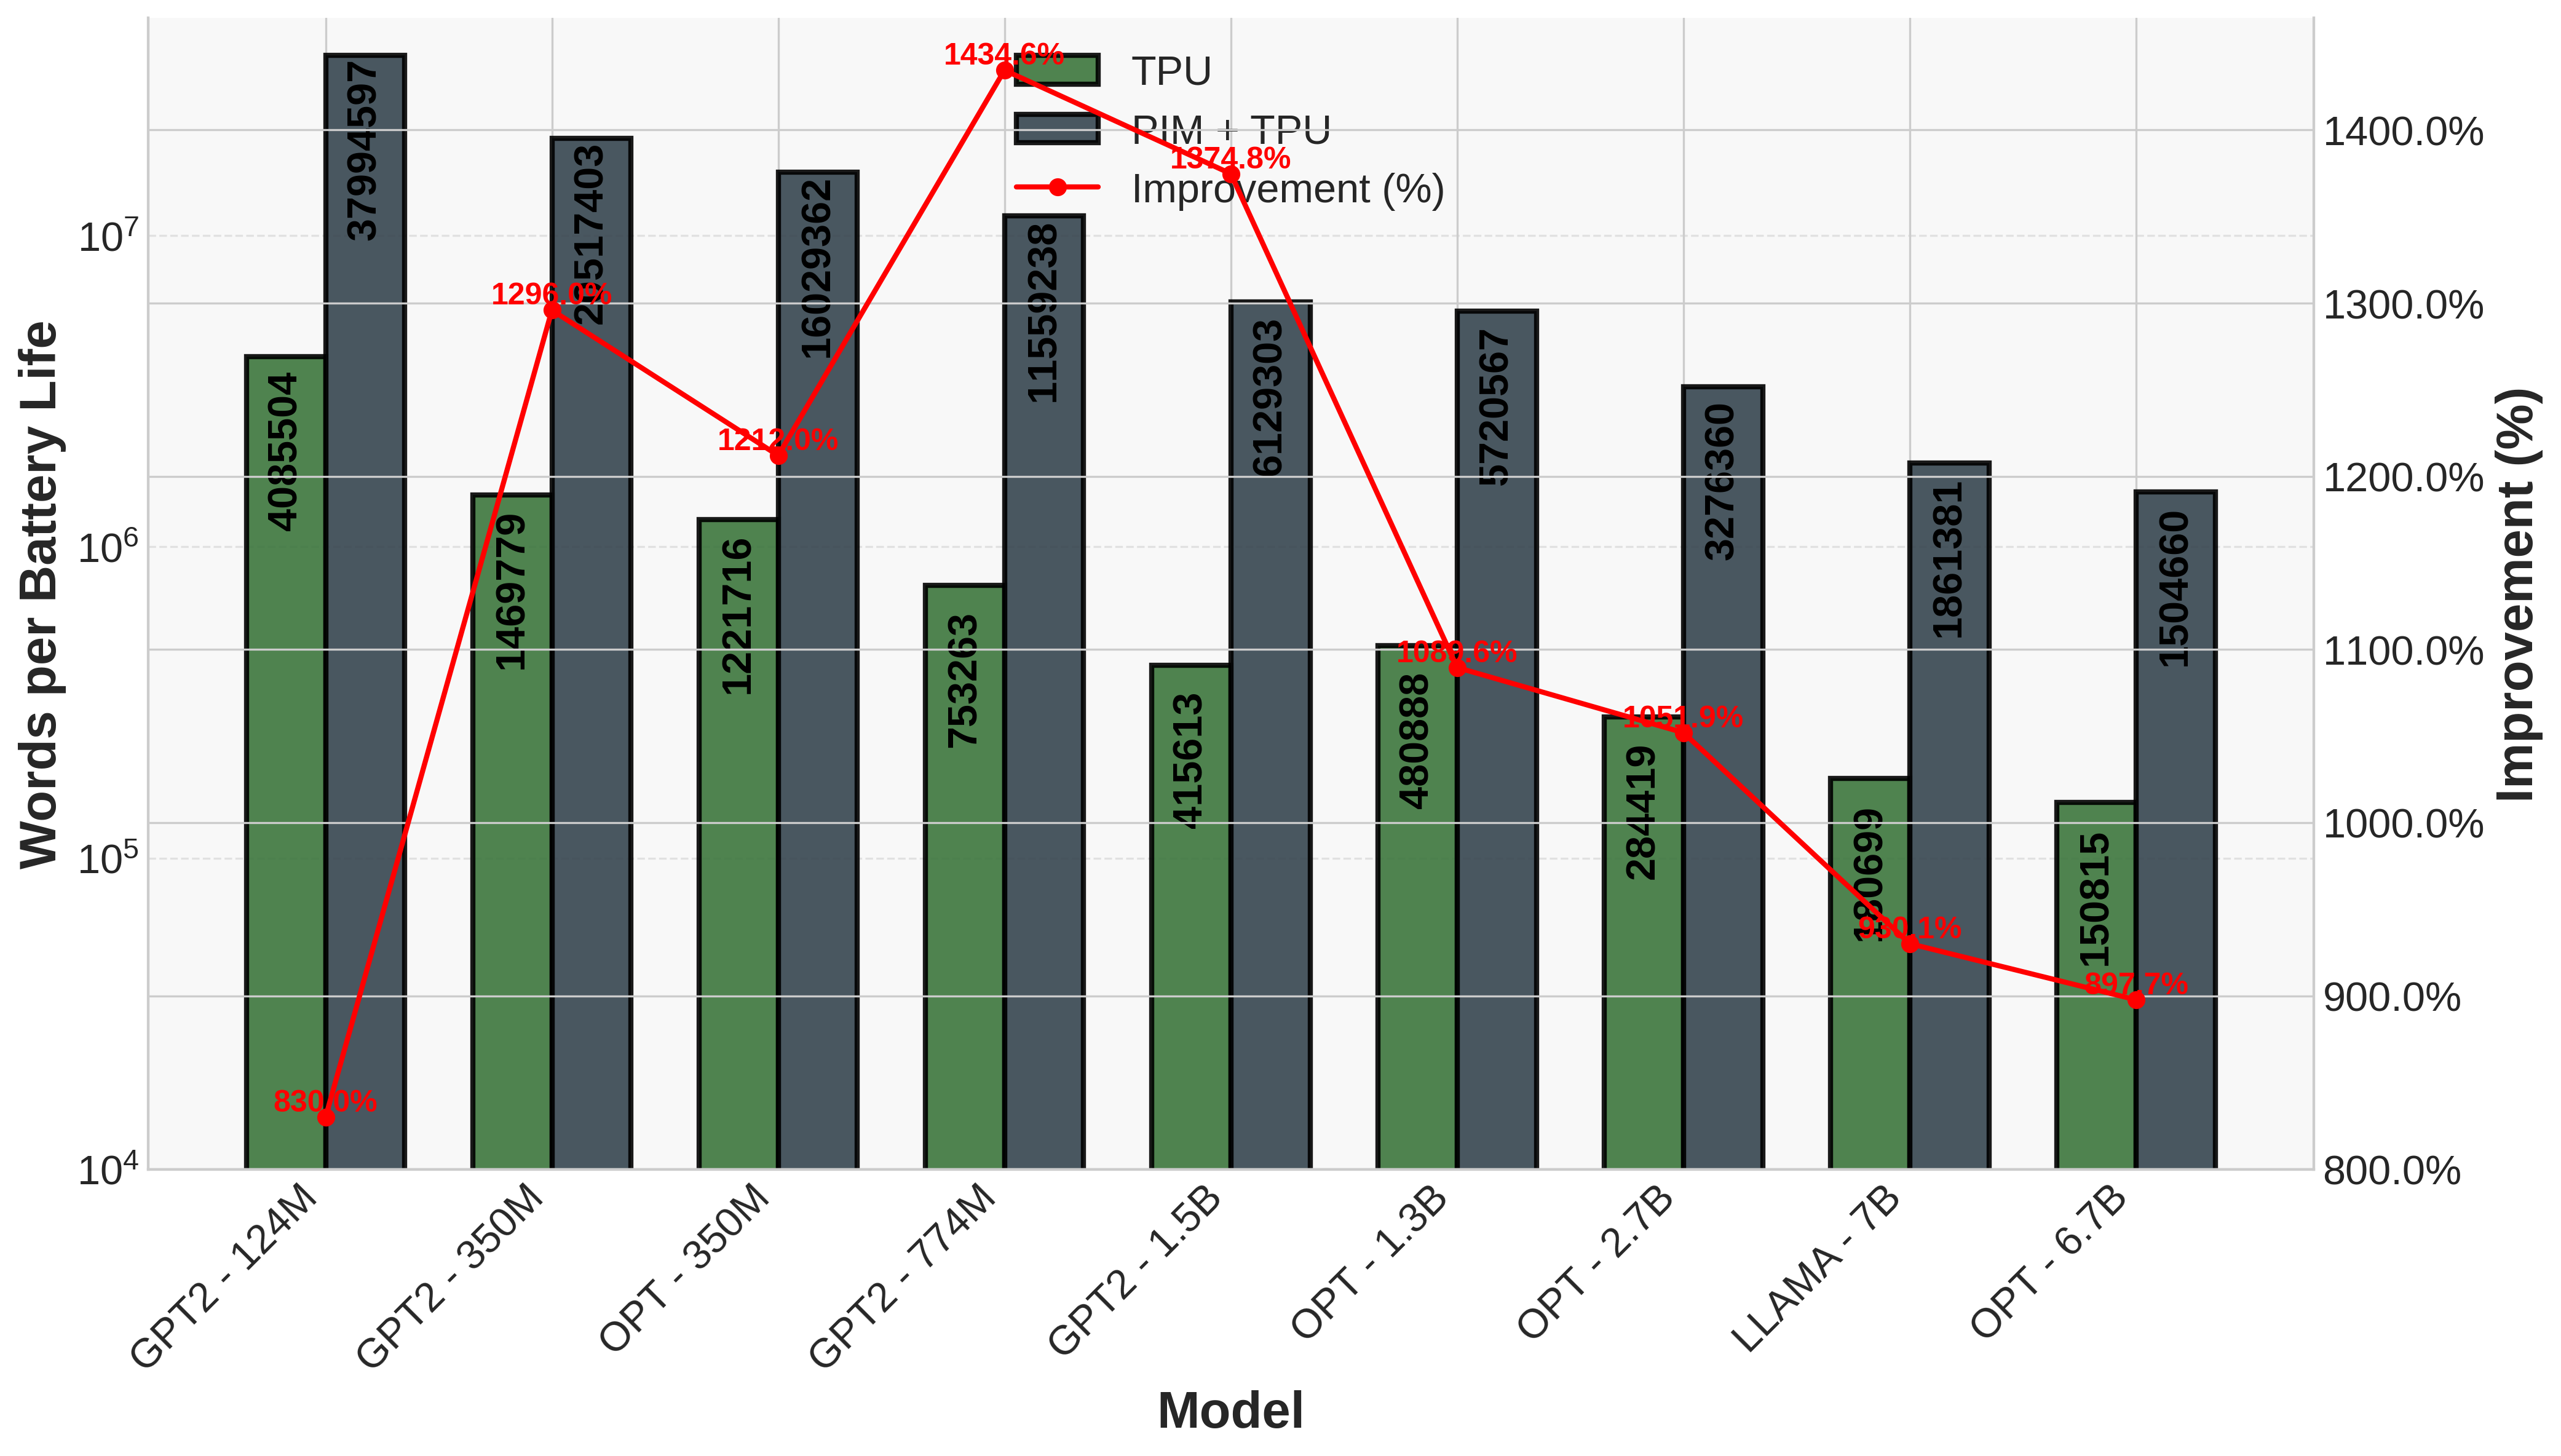 Words per Battery Life
10⁷
10⁶
10⁵
10⁴
TPU
PIM + TPU
Improvement (%)
4085504
37994597
1469779
20517403
1221716
16029362
753263
11559238
415613
6129303
480888
5720567
284419
3276360
180699
1861381
150815
1504660
830.0%
1296.0%
1212.0%
1434.6%
1374.8%
1089.6%
1051.9%
930.1%
897.7%
1400.0%
1300.0%
1200.0%
1100.0%
1000.0%
900.0%
800.0%
Improvement (%)
GPT2 - 124M
GPT2 - 350M
OPT - 350M
GPT2 - 774M
GPT2 - 1.5B
OPT - 1.3B
OPT - 2.7B
LLAMA - 7B
OPT - 6.7B
Model